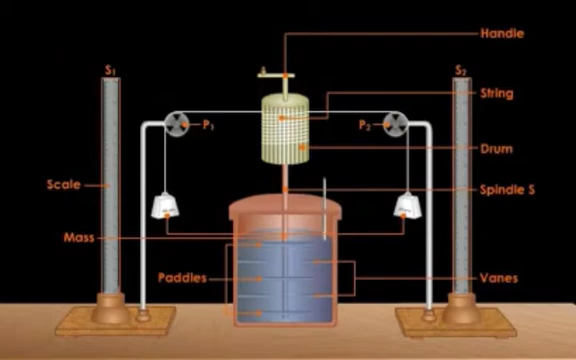 Handle
S₁
S₂
String
P₁
P₂
Drum
Scale
Spindle S
Mass
Paddles
Vanes